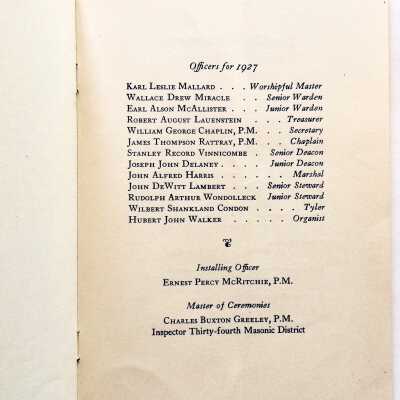 Officers for 1927
Karl Leslie Mallard . . . Worshipful Master
Wallace Drew Miracle . . Senior Warden
Earl Alson McAllister . . Junior Warden
Robert August Lauenstein . . Treasurer
William George Chaplin, P.M. . . Secretary
James Thompson Rattray, P.M. . . Chaplain
Stanley Record Vinnicombe . Senior Deacon
Joseph John Delaney . . Junior Deacon
John Alfred Harris . . . . . Marshal
John DeWitt Lambert . . Senior Steward
Rudolph Arthur Wondolleck Junior Steward
Wilbert Shankland Condon . . . . Tyler
Hubert John Walker . . . . . Organist
Installing Officer
Ernest Percy McRitchie, P.M.
Master of Ceremonies
Charles Buxton Greeley, P.M.
Inspector Thirty-fourth Masonic District